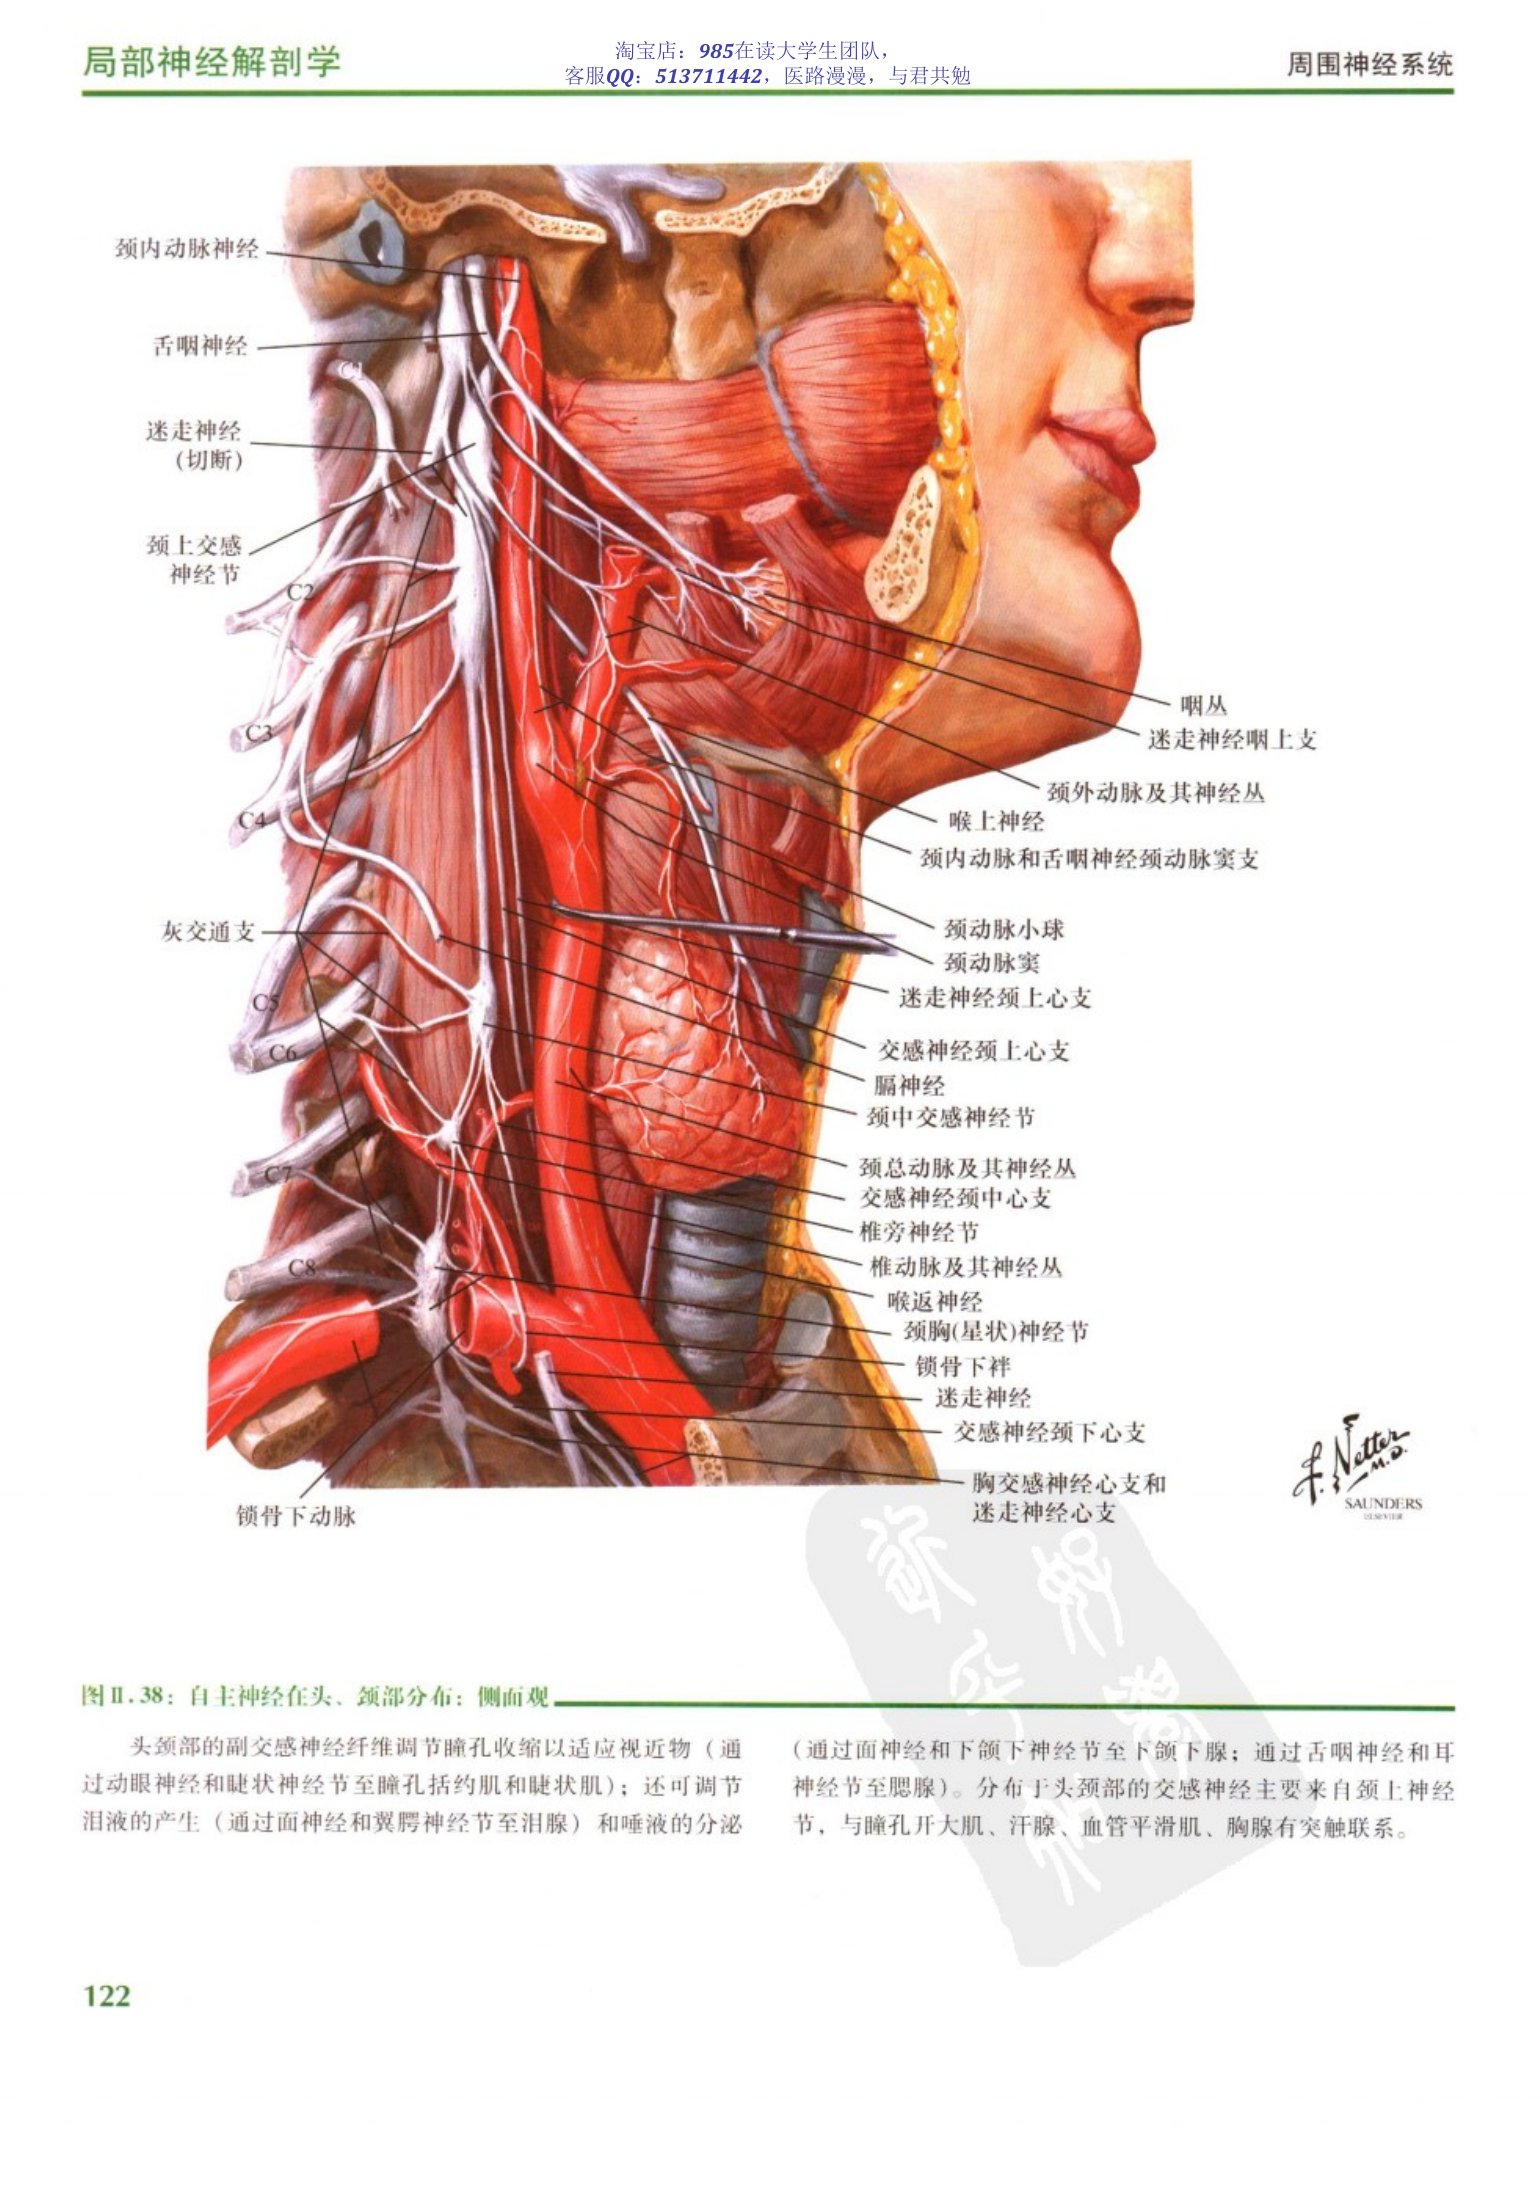 局部神经解剖学
淘宝店：985在读大学生团队，
客服QQ：513711442，医路漫漫，与君共勉
周围神经系统
颈内动脉神经
舌咽神经
C1
迷走神经
(切断)
颈上交感
神经节
C2
C3
C4
灰交通支
C5
C6
C7
C8
锁骨下动脉
咽丛
迷走神经咽上支
颈外动脉及其神经丛
喉上神经
颈内动脉和舌咽神经颈动脉窦支
颈动脉小球
颈动脉窦
迷走神经颈上心支
交感神经颈上心支
膈神经
颈中交感神经节
颈总动脉及其神经丛
交感神经颈中心支
椎旁神经节
椎动脉及其神经丛
喉返神经
颈胸(星状)神经节
锁骨下袢
迷走神经
交感神经颈下心支
胸交感神经心支和
迷走神经心支
F. Netter
M.D.
SAUNDERS
ELSEVIER
图 II.38：自主神经在头、颈部分布：侧面观
头颈部的副交感神经纤维调节瞳孔收缩以适应视近物（通
过动眼神经和睫状神经节至瞳孔括约肌和睫状肌）；还可调节
泪液的产生（通过面神经和翼腭神经节至泪腺）和唾液的分泌
（通过面神经和下颌下神经节至下颌下腺；通过舌咽神经和耳
神经节至腮腺）。分布于头颈部的交感神经主要来自颈上神经
节，与瞳孔开大肌、汗腺、血管平滑肌、胸腺有突触联系。
122